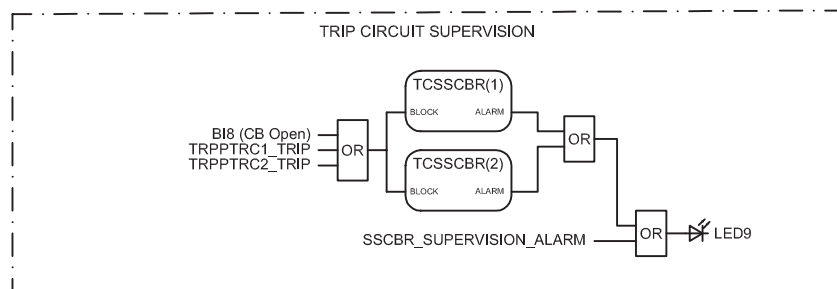 TRIP CIRCUIT SUPERVISION
TCSSCBR(1)
BLOCK
ALARM
BI8 (CB Open)
TRPPTRC1_TRIP
TRPPTRC2_TRIP
OR
OR
TCSSCBR(2)
BLOCK
ALARM
SSCBR_SUPERVISION_ALARM
OR
LED9